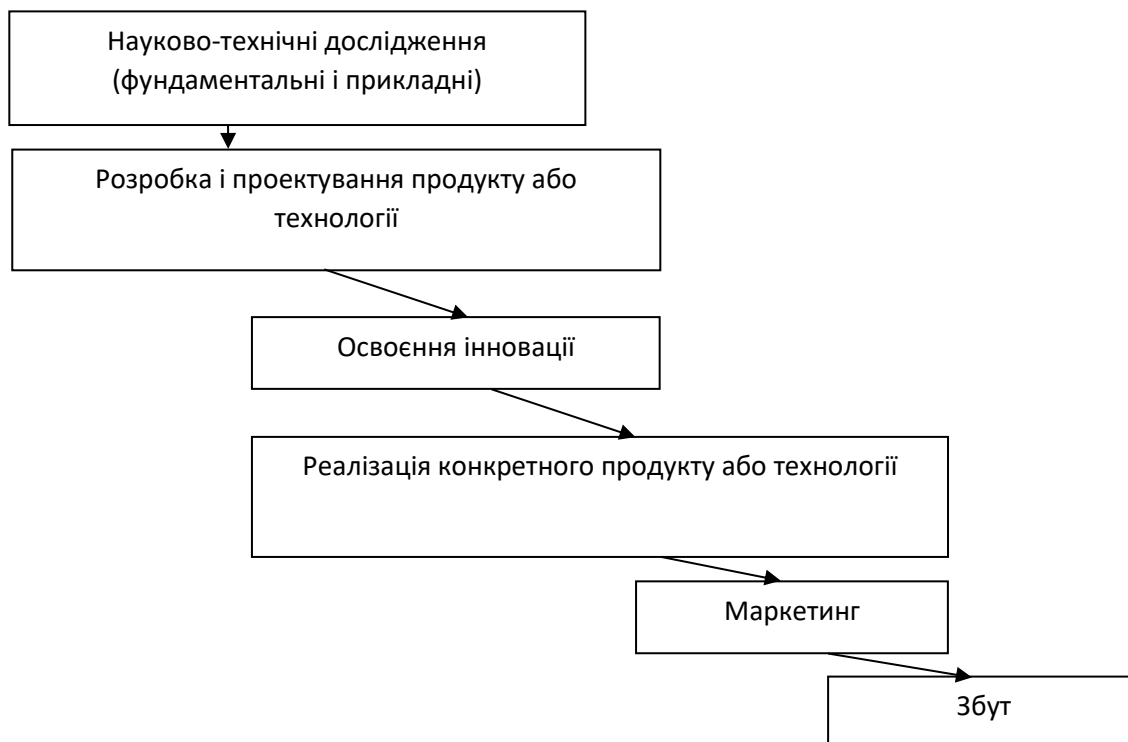 Науково-технічні дослідження
(фундаментальні і прикладні)
Розробка і проектування продукту або
технології
Освоєння інновації
Реалізація конкретного продукту або технології
Маркетинг
Збут